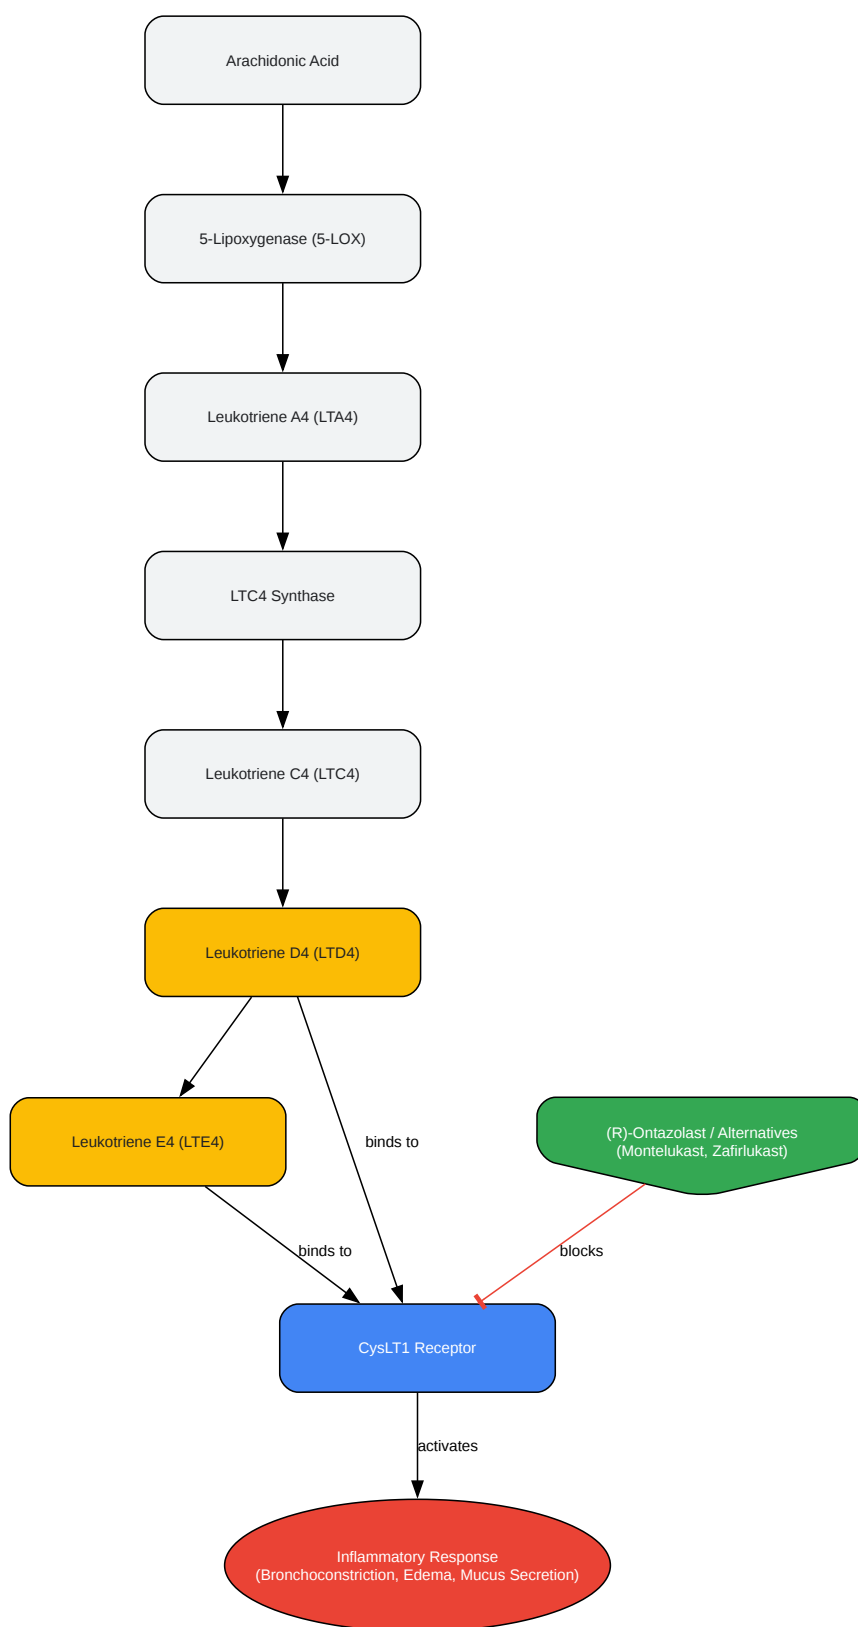 Arachidonic Acid
5-Lipoxygenase (5-LOX)
Leukotriene A4 (LTA4)
LTC4 Synthase
Leukotriene C4 (LTC4)
Leukotriene D4 (LTD4)
Leukotriene E4 (LTE4)
binds to
(R)-Ontazolast / Alternatives
(Montelukast, Zafirlukast)
binds to
blocks
CysLT1 Receptor
activates
Inflammatory Response
(Bronchoconstriction, Edema, Mucus Secretion)